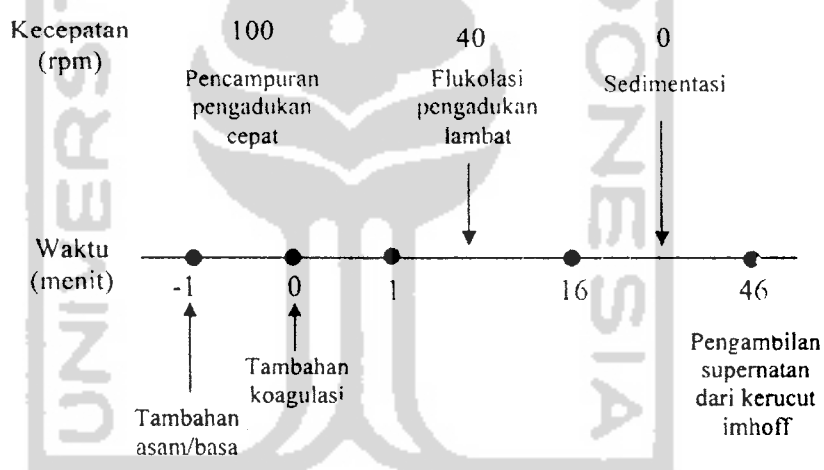 Kecepatan
(rpm)
100
40
0
Pencampuran
pengadukan
cepat
Flukolasi
pengadukan
lambat
Sedimentasi
Waktu
(menit)
-1
0
1
16
46
Tambahan
asam/basa
Tambahan
koagulasi
Pengambilan
supernatan
dari kerucut
imhoff